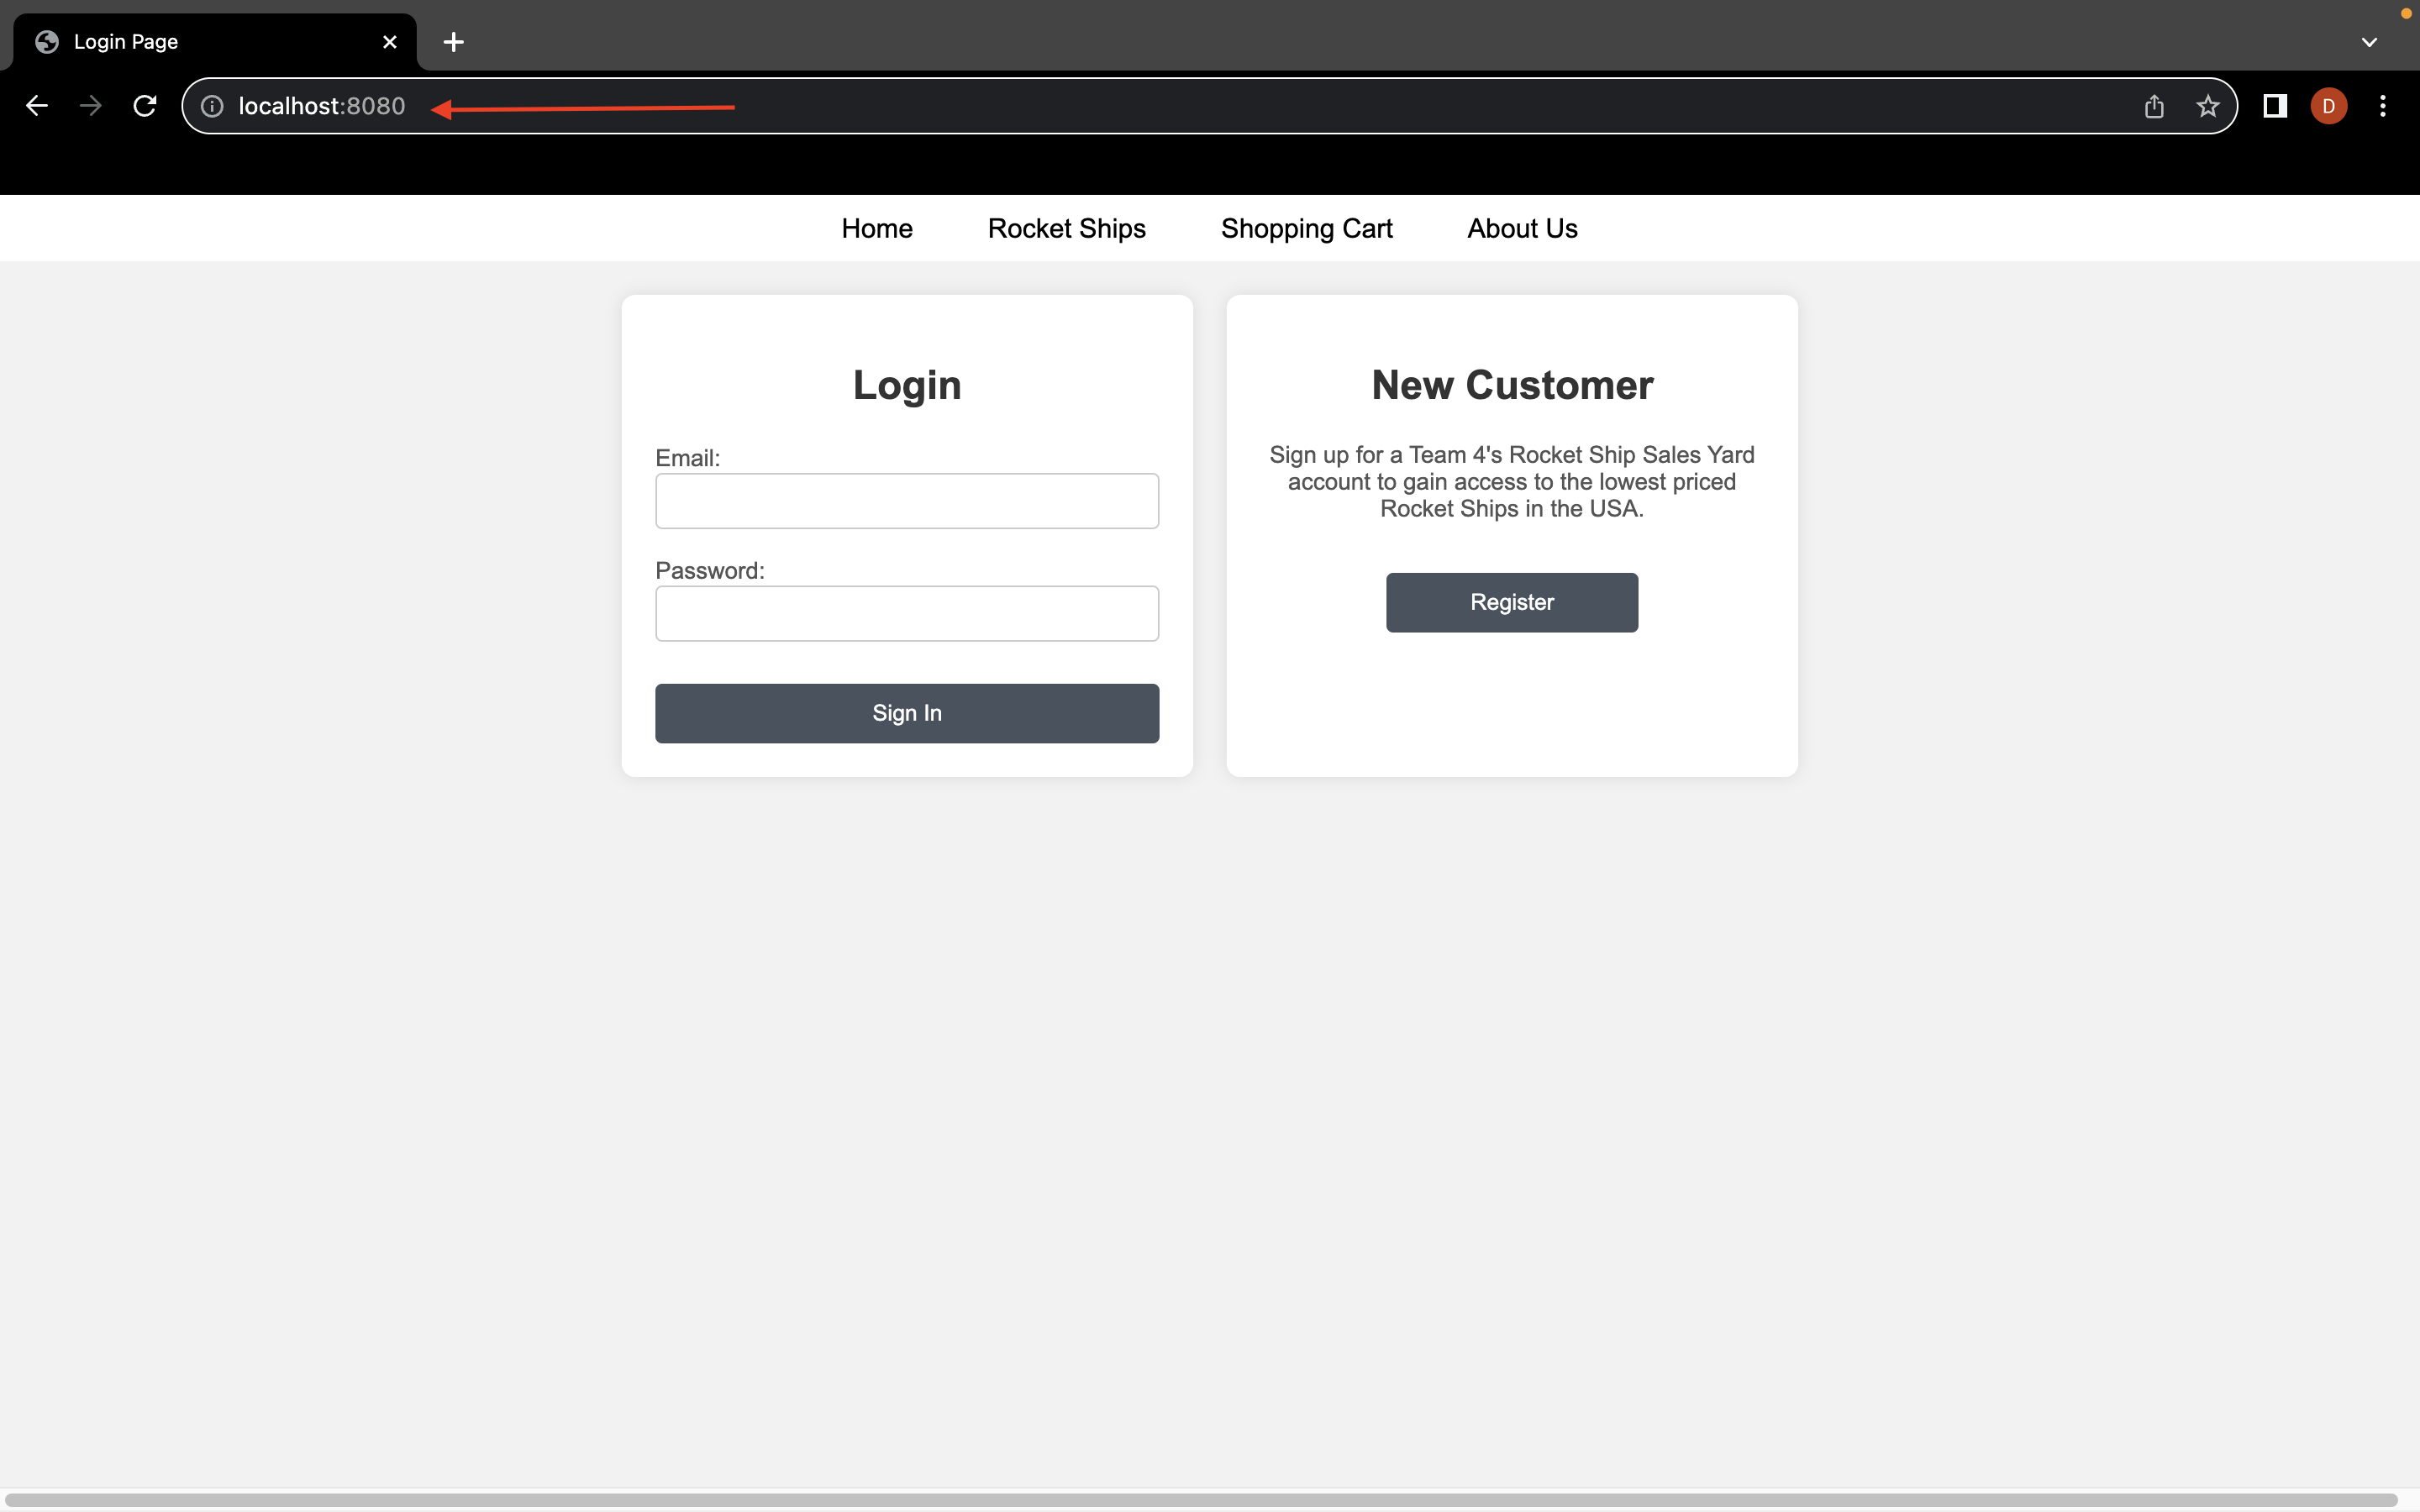 Login Page
localhost:8080
D
Home Rocket Ships Shopping Cart About Us
Login
Email:
Password:
Sign In
New Customer
Sign up for a Team 4's Rocket Ship Sales Yard
account to gain access to the lowest priced
Rocket Ships in the USA.
Register